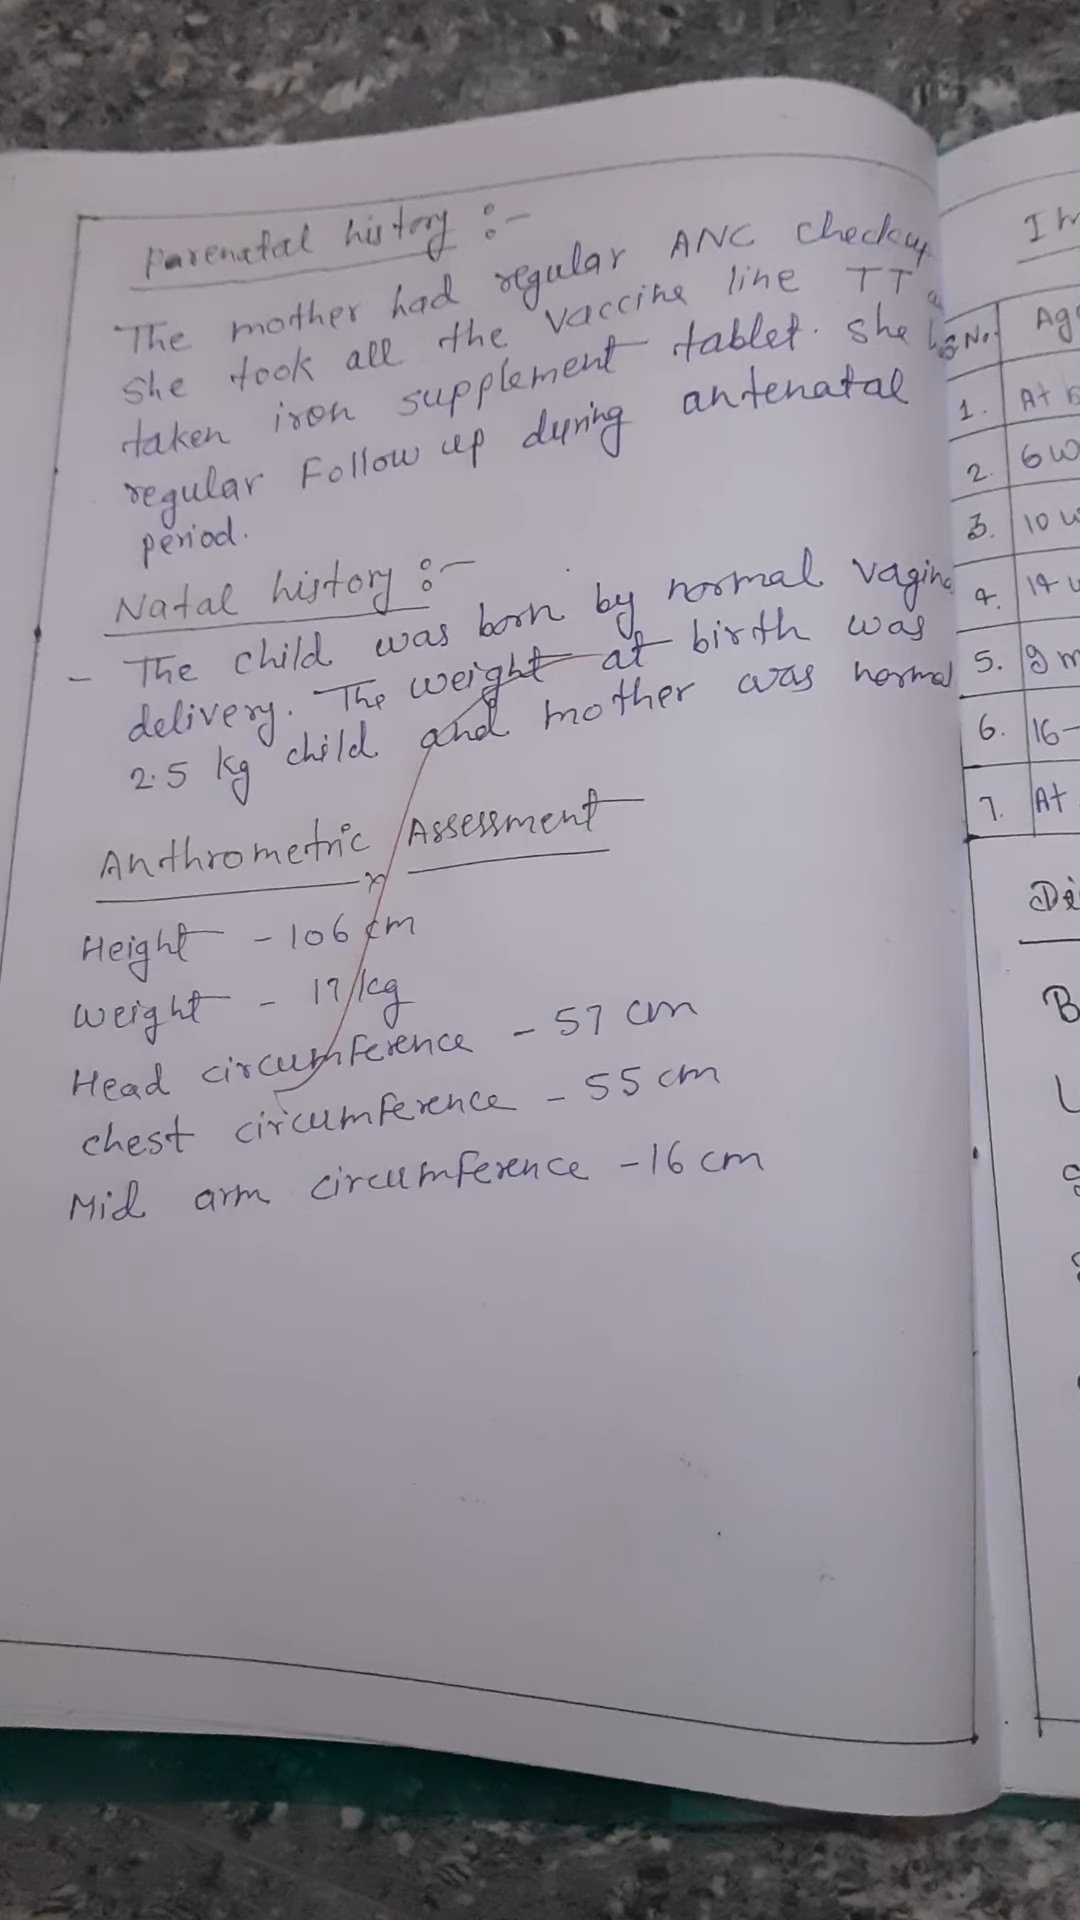 parenatal history :-
The mother had regular ANC checkup
she took all the vaccine line TT
taken iron supplement tablet. she
regular Follow up during antenatal
period.
Natal history :-
- The child was born by normal vagina
delivery. The weight at birth was
2.5 kg child and mother was normal
Anthrometric Assessment
Height - 106 cm
Weight - 17 kg
Head circumference - 57 cm
chest circumference - 55 cm
Mid arm circumference - 16 cm
S No. Age
1. At b
2. 6 w
3. 10 w
4. 14 w
5. 9 m
6. 16-
7. At
Di
B